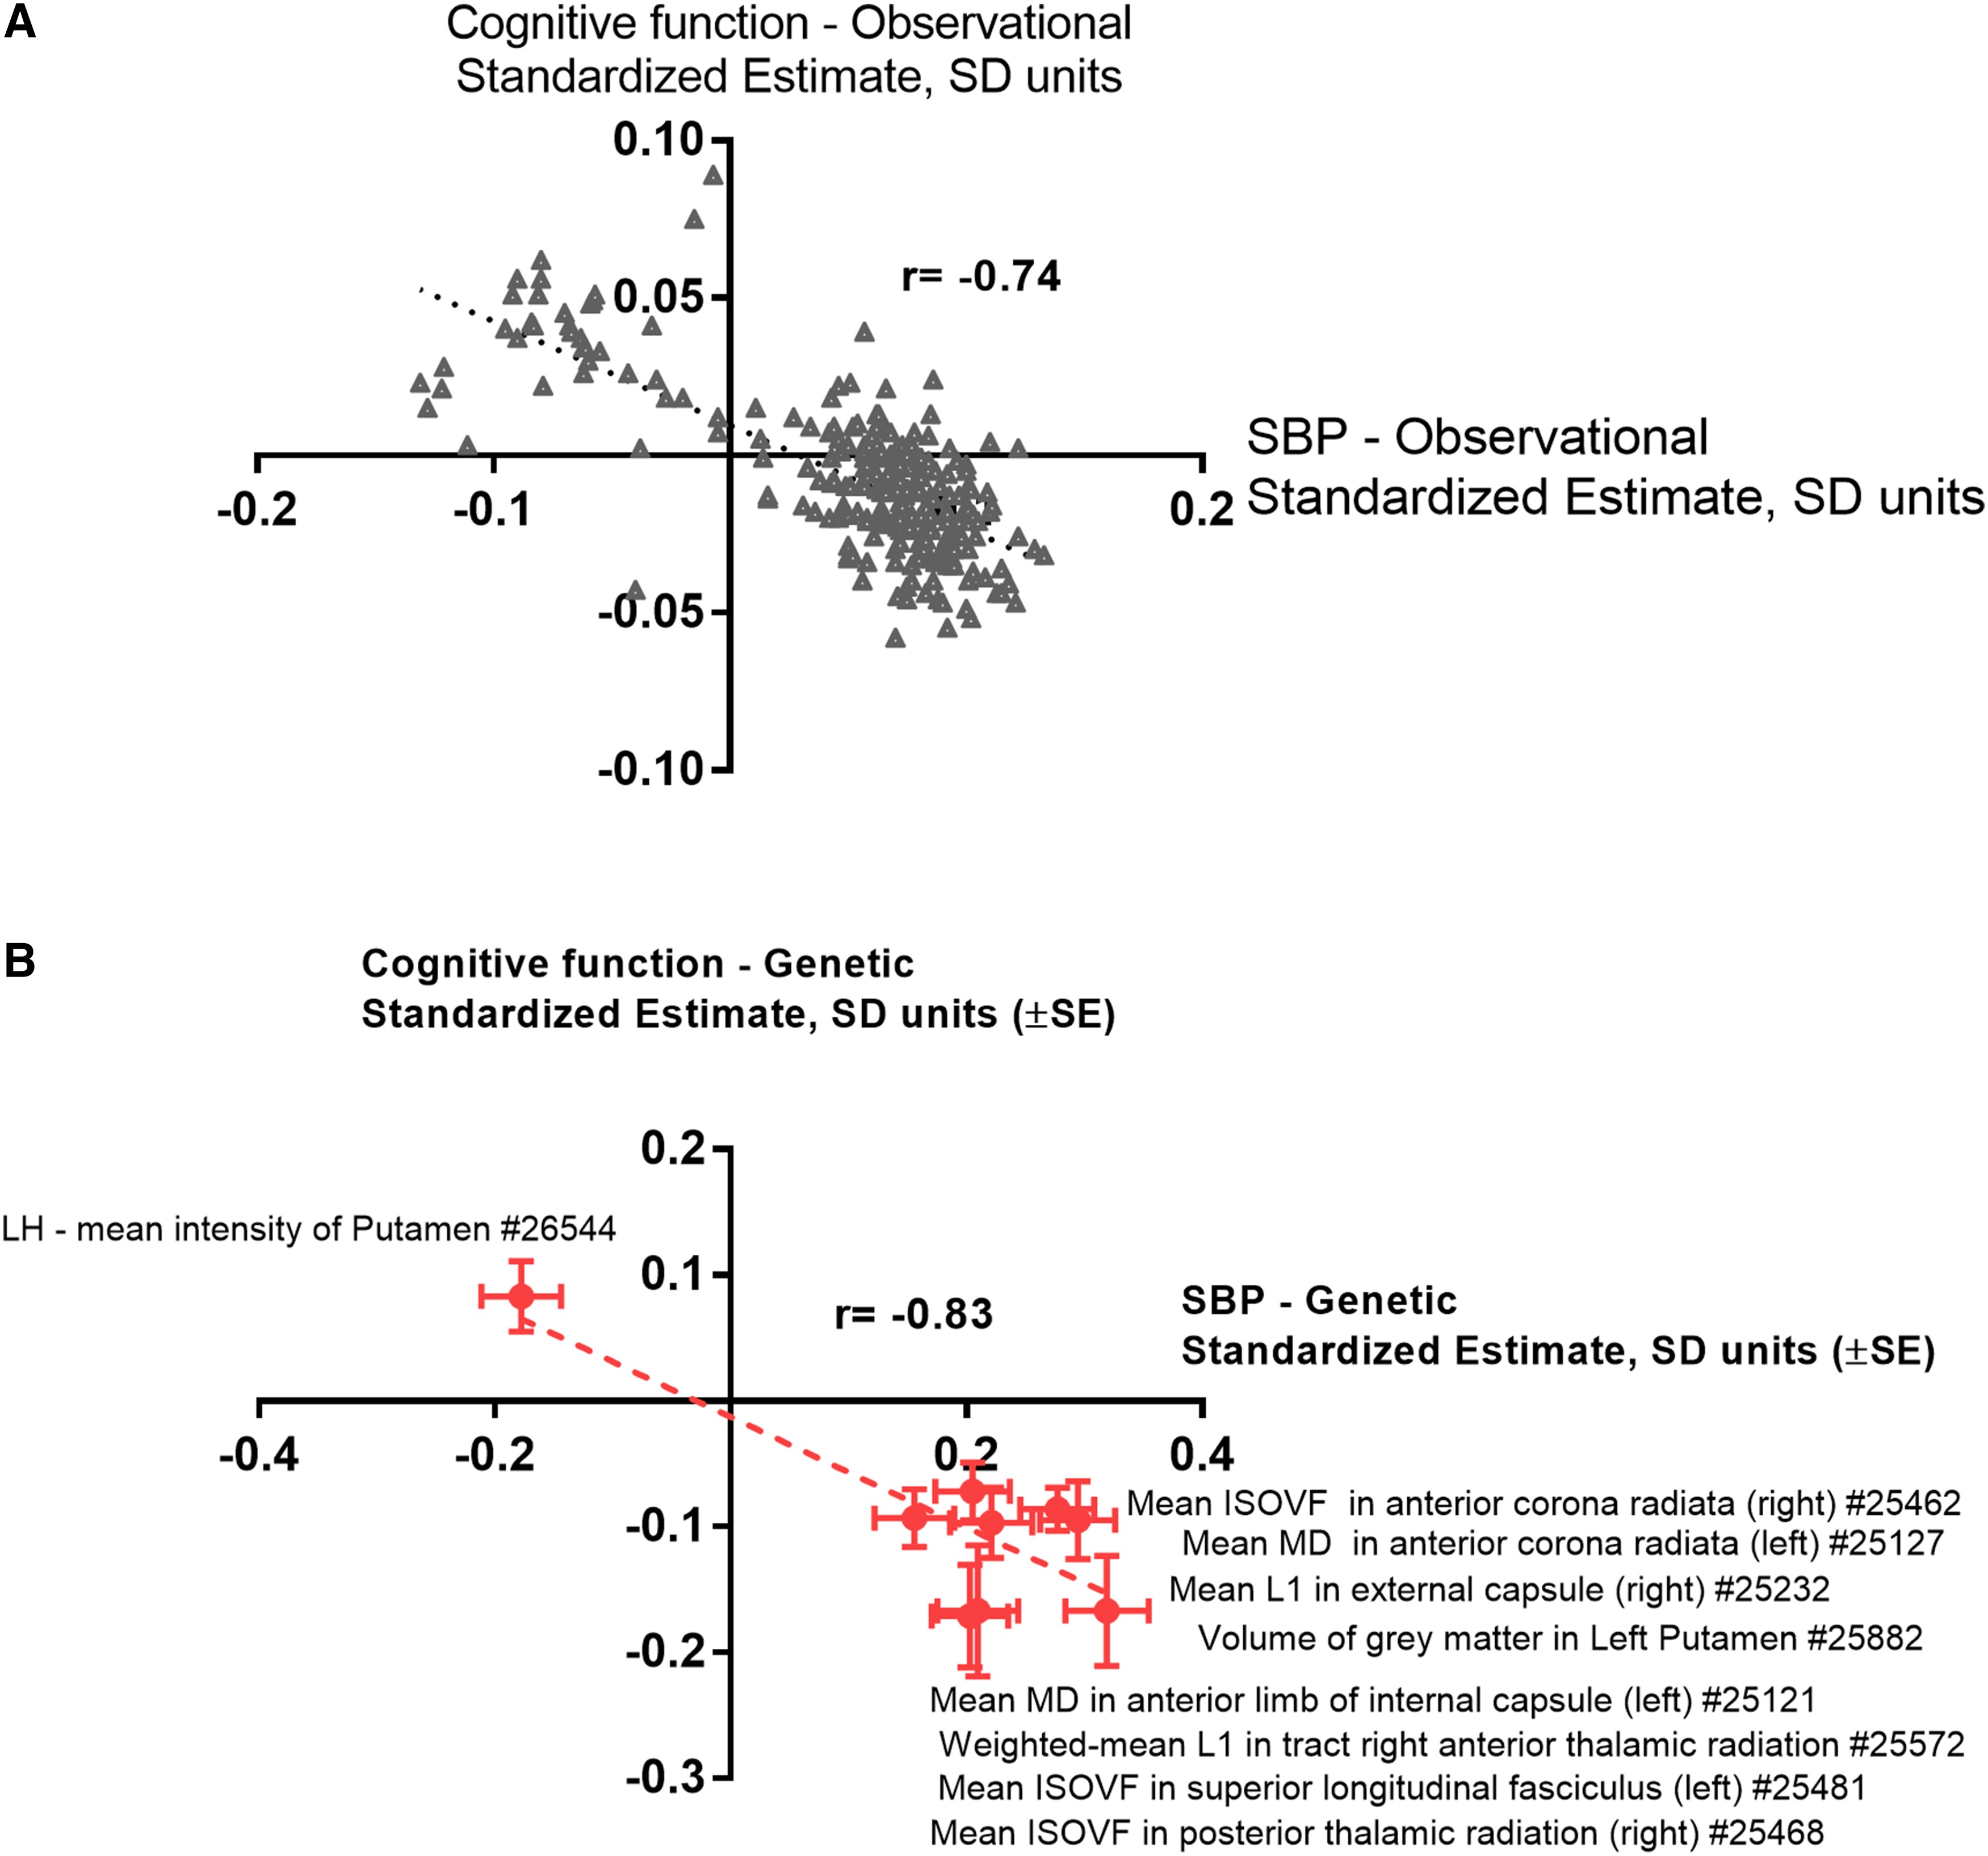 A
Cognitive function - Observational
Standardized Estimate, SD units
0.10
r= -0.74
0.05
SBP - Observational
Standardized Estimate, SD units
-0.2
-0.1
0.2
-0.05
-0.10
B
Cognitive function - Genetic
Standardized Estimate, SD units (±SE)
0.2
LH - mean intensity of Putamen #26544
0.1
r= -0.83
SBP - Genetic
Standardized Estimate, SD units (±SE)
-0.4
-0.2
0.2
0.4
Mean ISOVF in anterior corona radiata (right) #25462
-0.1
Mean MD in anterior corona radiata (left) #25127
Mean L1 in external capsule (right) #25232
Volume of grey matter in Left Putamen #25882
-0.2
Mean MD in anterior limb of internal capsule (left) #25121
Weighted-mean L1 in tract right anterior thalamic radiation #25572
-0.3
Mean ISOVF in superior longitudinal fasciculus (left) #25481
Mean ISOVF in posterior thalamic radiation (right) #25468